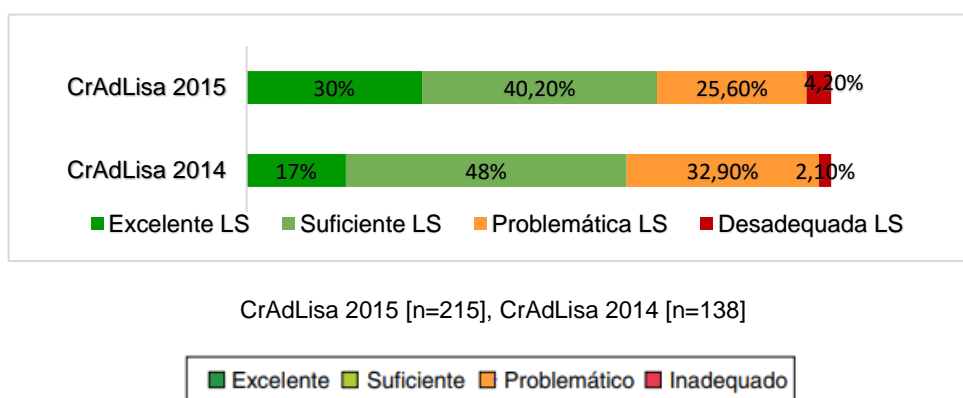 CrAdLisa 2015 30% 40,20% 25,60% 4,20%
CrAdLisa 2014 17% 48% 32,90% 2,10%
Excelente LS Suficiente LS Problemática LS Desadequada LS
CrAdLisa 2015 [n=215], CrAdLisa 2014 [n=138]
Excelente Suficiente Problemático Inadequado